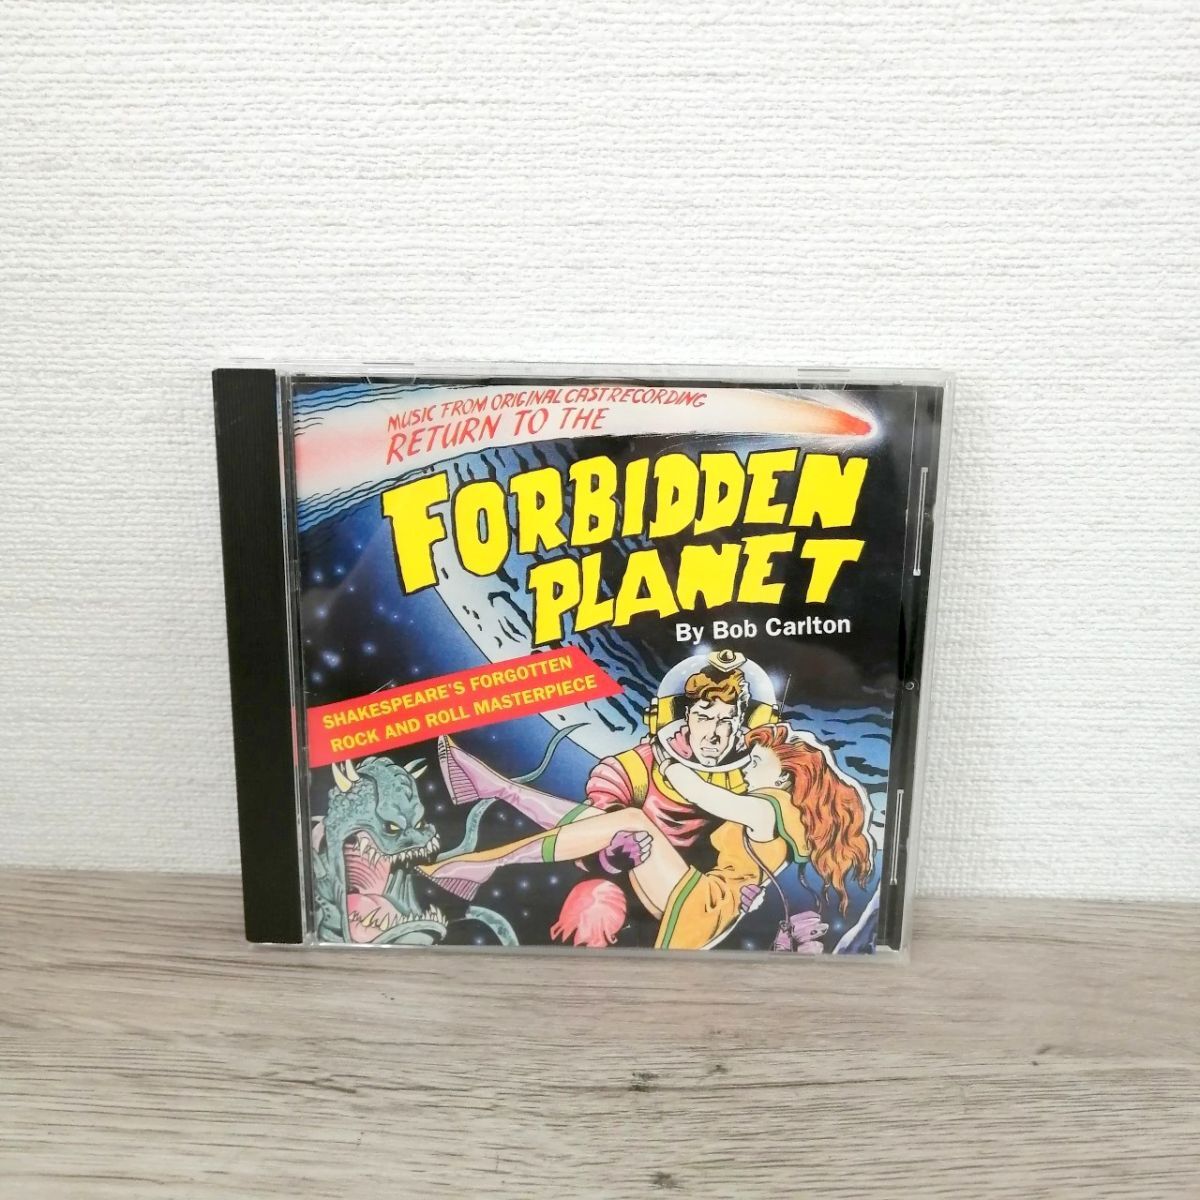 MUSIC FROM ORIGINAL CAST RECORDING
RETURN TO THE
FORBIDDEN
PLANET
By Bob Carlton
SHAKESPEARE'S FORGOTTEN
ROCK AND ROLL MASTERPIECE